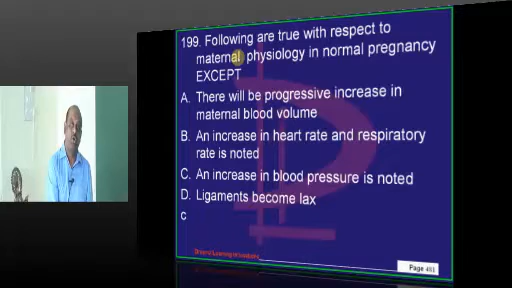 199. Following are true with respect to
maternal physiology in normal pregnancy
EXCEPT
A. There will be progressive increase in
maternal blood volume
B. An increase in heart rate and respiratory
rate is noted
C. An increase in blood pressure is noted
D. Ligaments become lax
C
Page 481